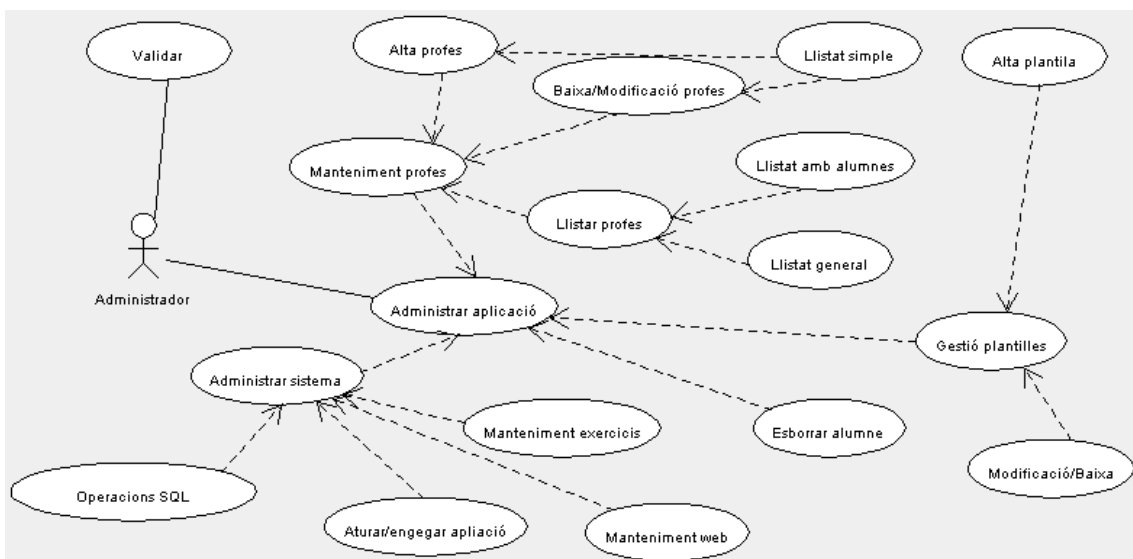 Validar
Alta profes
Llistat simple
Alta plantila
Baixa/Modificació profes
Manteniment profes
Llistat amb alumnes
Llistar profes
Llistat general
Administrador
Administrar aplicació
Gestió plantilles
Administrar sistema
Manteniment exercicis
Esborrar alumne
Modificació/Baixa
Operacions SQL
Aturar/engegar apliació
Manteniment web